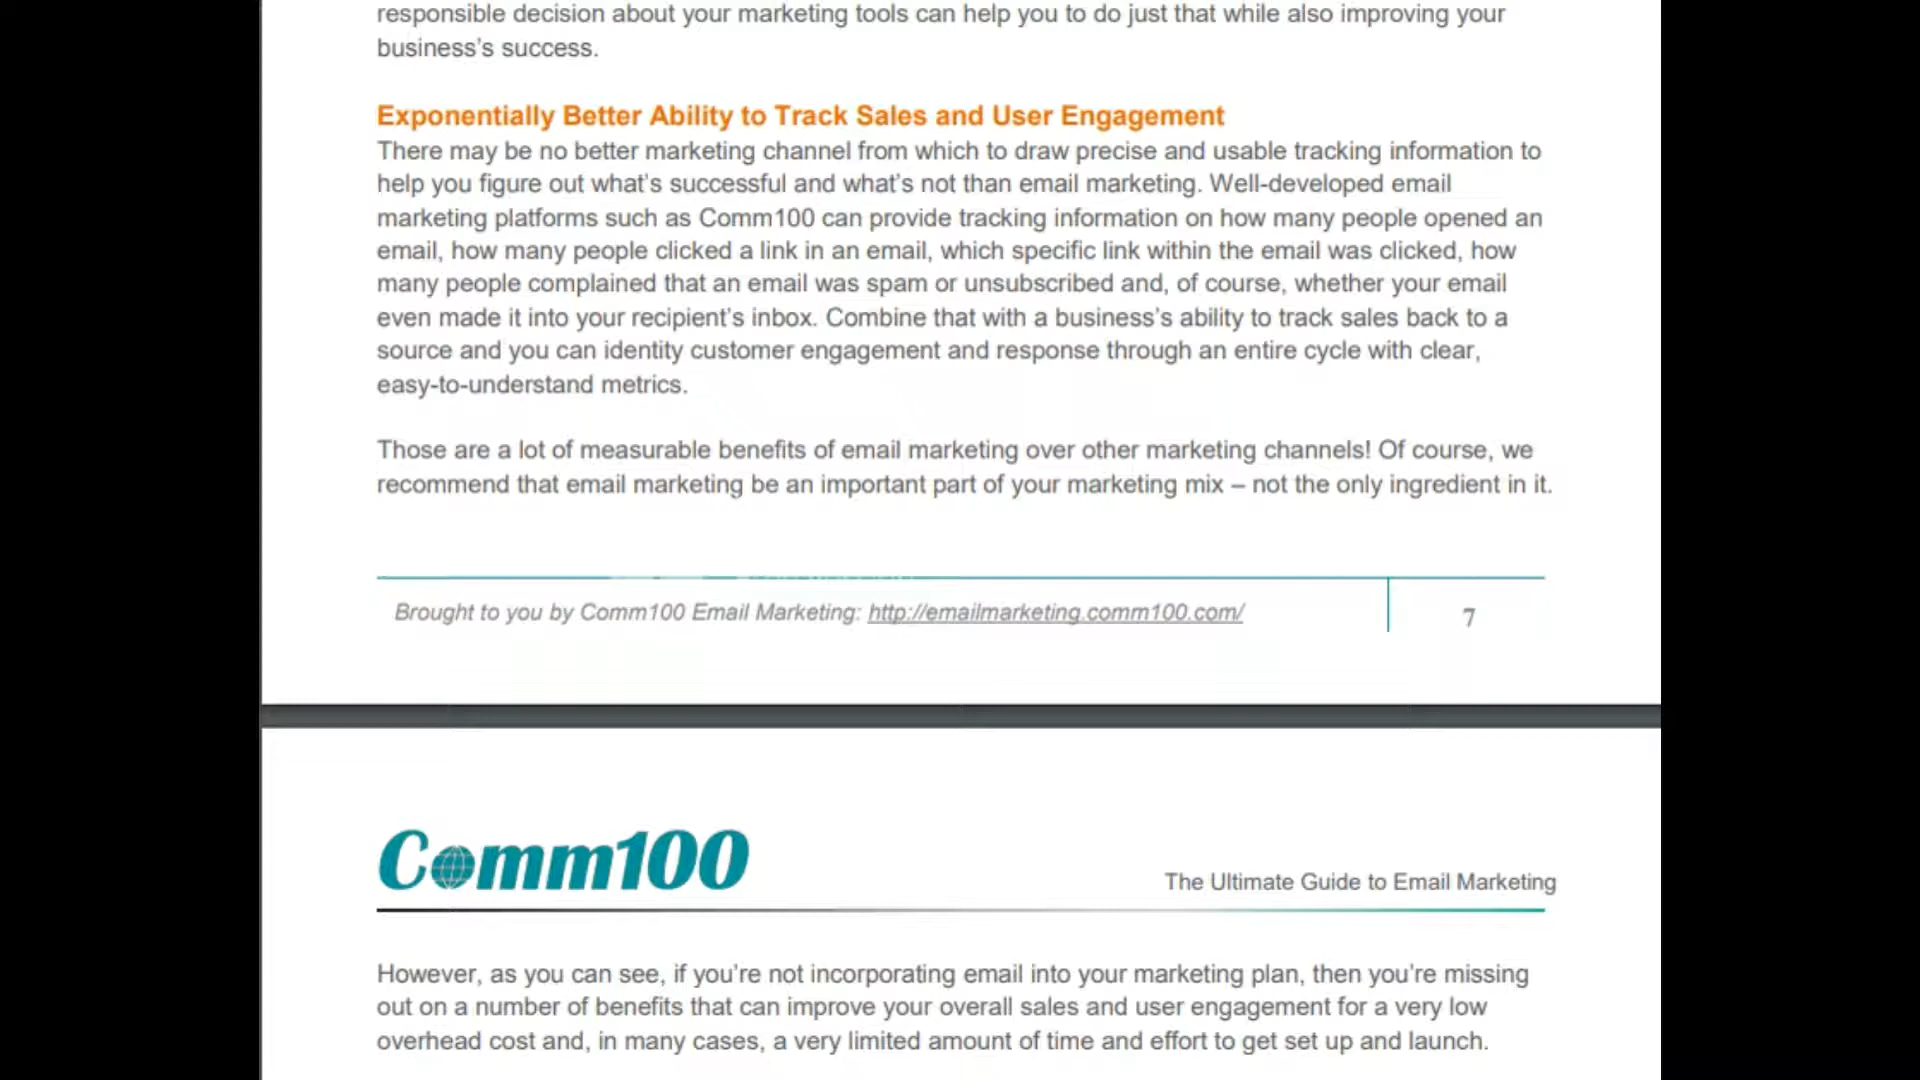 responsible decision about your marketing tools can help you to do just that while also improving your
business’s success.
Exponentially Better Ability to Track Sales and User Engagement
There may be no better marketing channel from which to draw precise and usable tracking information to
help you figure out what’s successful and what’s not than email marketing. Well-developed email
marketing platforms such as Comm100 can provide tracking information on how many people opened an
email, how many people clicked a link in an email, which specific link within the email was clicked, how
many people complained that an email was spam or unsubscribed and, of course, whether your email
even made it into your recipient’s inbox. Combine that with a business’s ability to track sales back to a
source and you can identity customer engagement and response through an entire cycle with clear,
easy-to-understand metrics.
Those are a lot of measurable benefits of email marketing over other marketing channels! Of course, we
recommend that email marketing be an important part of your marketing mix – not the only ingredient in it.
Brought to you by Comm100 Email Marketing: http://emailmarketing.comm100.com/
7
Comm100
The Ultimate Guide to Email Marketing
However, as you can see, if you’re not incorporating email into your marketing plan, then you’re missing
out on a number of benefits that can improve your overall sales and user engagement for a very low
overhead cost and, in many cases, a very limited amount of time and effort to get set up and launch.